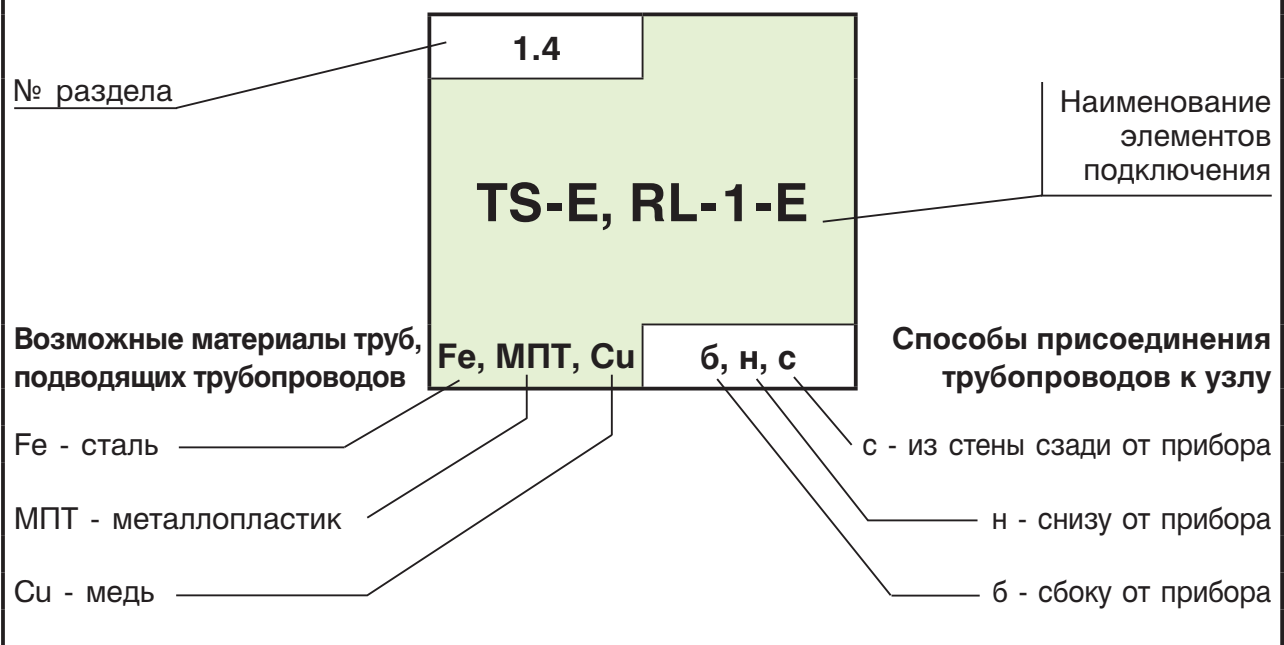 1.4
№ раздела
Наименование
элементов
подключения
TS-E, RL-1-E
Возможные материалы труб,
подводящих трубопроводов
Fe, МПТ, Cu
б, н, с
Способы присоединения
трубопроводов к узлу
Fe - сталь
с - из стены сзади от прибора
МПТ - металлопластик
н - снизу от прибора
Cu - медь
б - сбоку от прибора